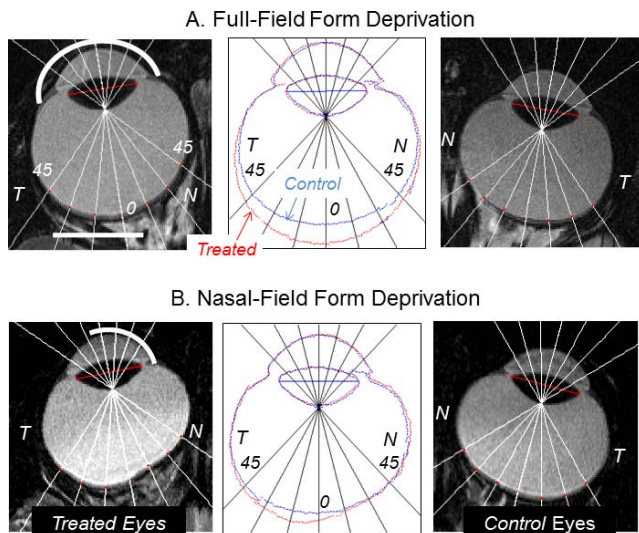 A. Full-Field Form Deprivation
45
T
45
N
0
T
45
N
45
Control
0
Treated
N
T
B. Nasal-Field Form Deprivation
T
N
Treated Eyes
T
45
N
45
0
N
T
Control Eyes